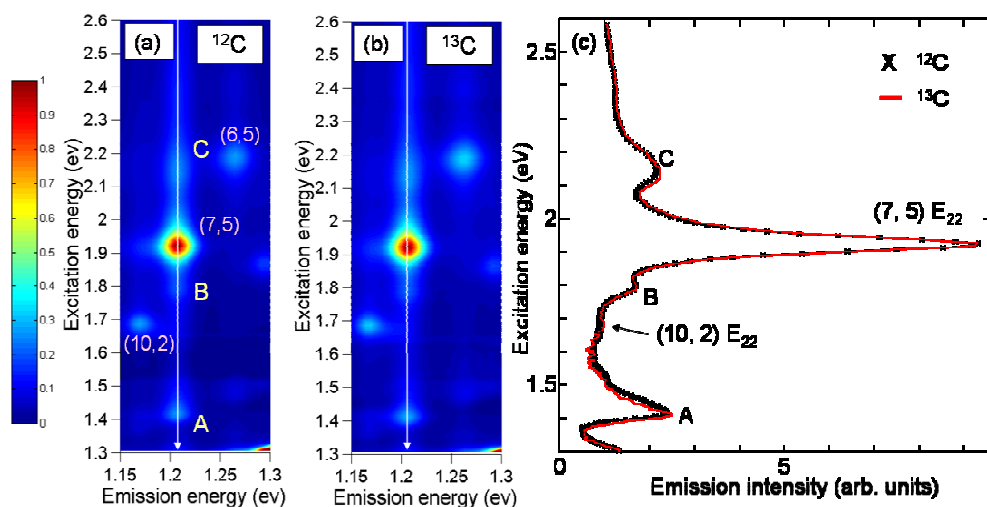 (a) ¹²C
(b) ¹³C
(c)
1
0.9
0.8
0.7
0.6
0.5
0.4
0.3
0.2
0.1
0
Excitation energy (ev)
2.6
2.5
2.4
2.3
2.2
2.1
2.0
1.9
1.8
1.7
1.6
1.5
1.4
1.3
C
(6,5)
(7,5)
B
(10,2)
A
1.15 1.2 1.3
Emission energy (ev)
Excitation energy (ev)
2.6
2.5
2.4
2.3
2.2
2.1
2.0
1.9
1.8
1.7
1.6
1.5
1.4
1.3
1.15 1.2 1.3
Emission energy (ev)
Excitation energy (eV)
2.5
2
1.5
x ¹²C
¹³C
C
(7, 5) E₂₂
B
(10, 2) E₂₂
A
0 5
Emission intensity (arb. units)